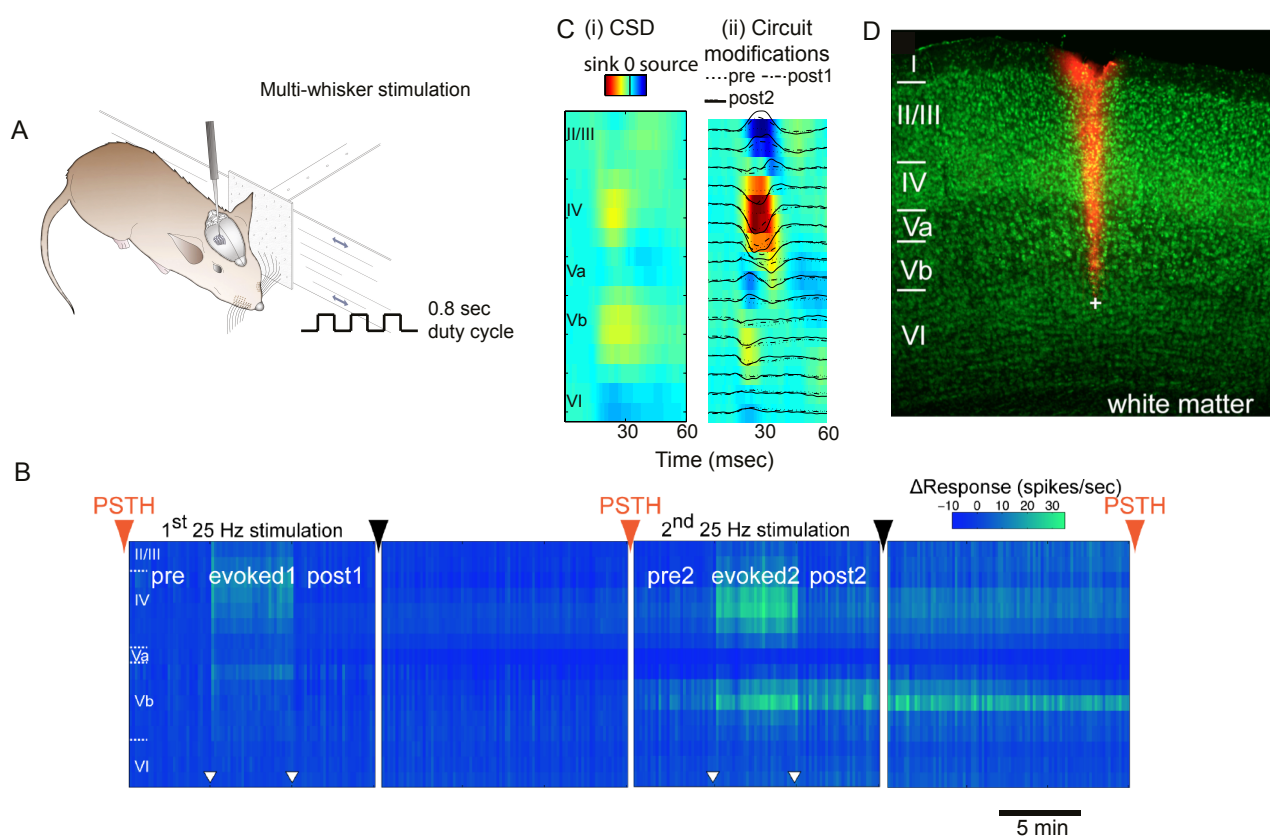 A
Multi-whisker stimulation
0.8 sec
duty cycle
C (i) CSD
sink 0 source
II/III
IV
Va
Vb
VI
30
60
(ii) Circuit
modifications
pre
post1
post2
30
60
Time (msec)
D
I
II/III
IV
Va
Vb
VI
+
white matter
B
PSTH
1st 25 Hz stimulation
PSTH
2nd 25 Hz stimulation
ΔResponse (spikes/sec)
−10 0 10 30
PSTH
II/III
pre evoked1 post1
pre2 evoked2 post2
IV
Va
Vb
VI
5 min